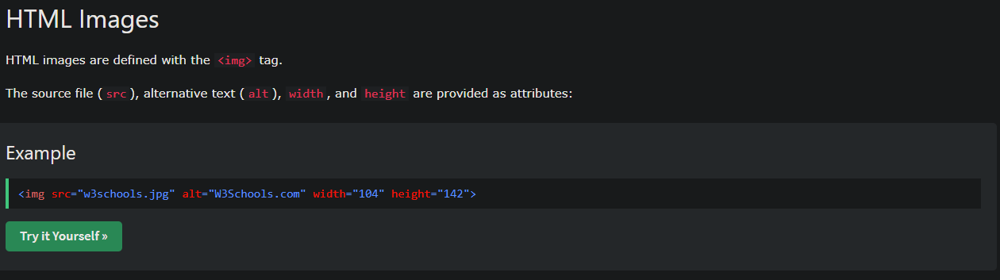 HTML Images
HTML images are defined with the <img> tag.
The source file (src), alternative text (alt), width, and height are provided as attributes:
Example
<img src="w3schools.jpg" alt="W3Schools.com" width="104" height="142">
Try it Yourself »